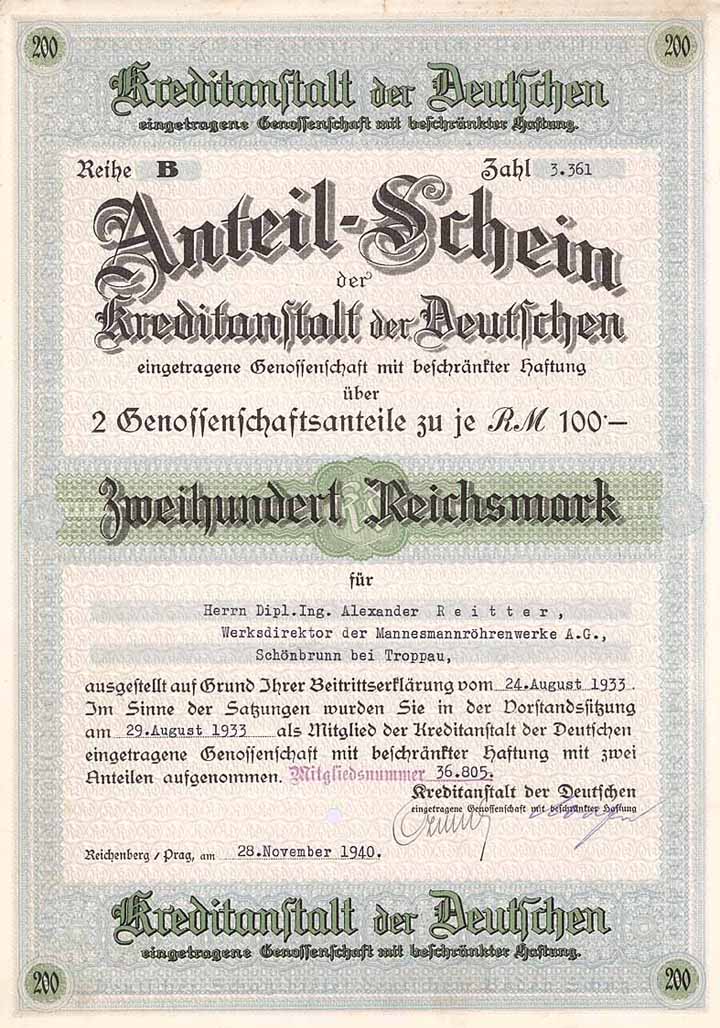 200 200
Kreditanstalt der Deutschen
eingetragene Genossenschaft mit beschränkter Haftung.
Reihe B Zahl 3.361
Anteil-Schein
der
Kreditanstalt der Deutschen
eingetragene Genossenschaft mit beschränkter Haftung
über
2 Genossenschaftsanteile zu je RM 100·—
Zweihundert Reichsmark
für
Herrn Dipl.Ing. Alexander Reitter,
Werksdirektor der Mannesmannröhrenwerke A.G.,
Schönbrunn bei Troppau,
ausgestellt auf Grund Ihrer Beitrittserklärung vom 24.August 1933.
Im Sinne der Satzungen wurden Sie in der Vorstandssitzung
am 29.August 1933 als Mitglied der Kreditanstalt der Deutschen
eingetragene Genossenschaft mit beschränkter Haftung mit zwei
Anteilen aufgenommen. Mitgliedsnummer 36.805.
Kreditanstalt der Deutschen
eingetragene Genossenschaft mit beschränkter Haftung
Reichenberg / Prag, am 28.November 1940.
Kreditanstalt der Deutschen
eingetragene Genossenschaft mit beschränkter Haftung.
200 200